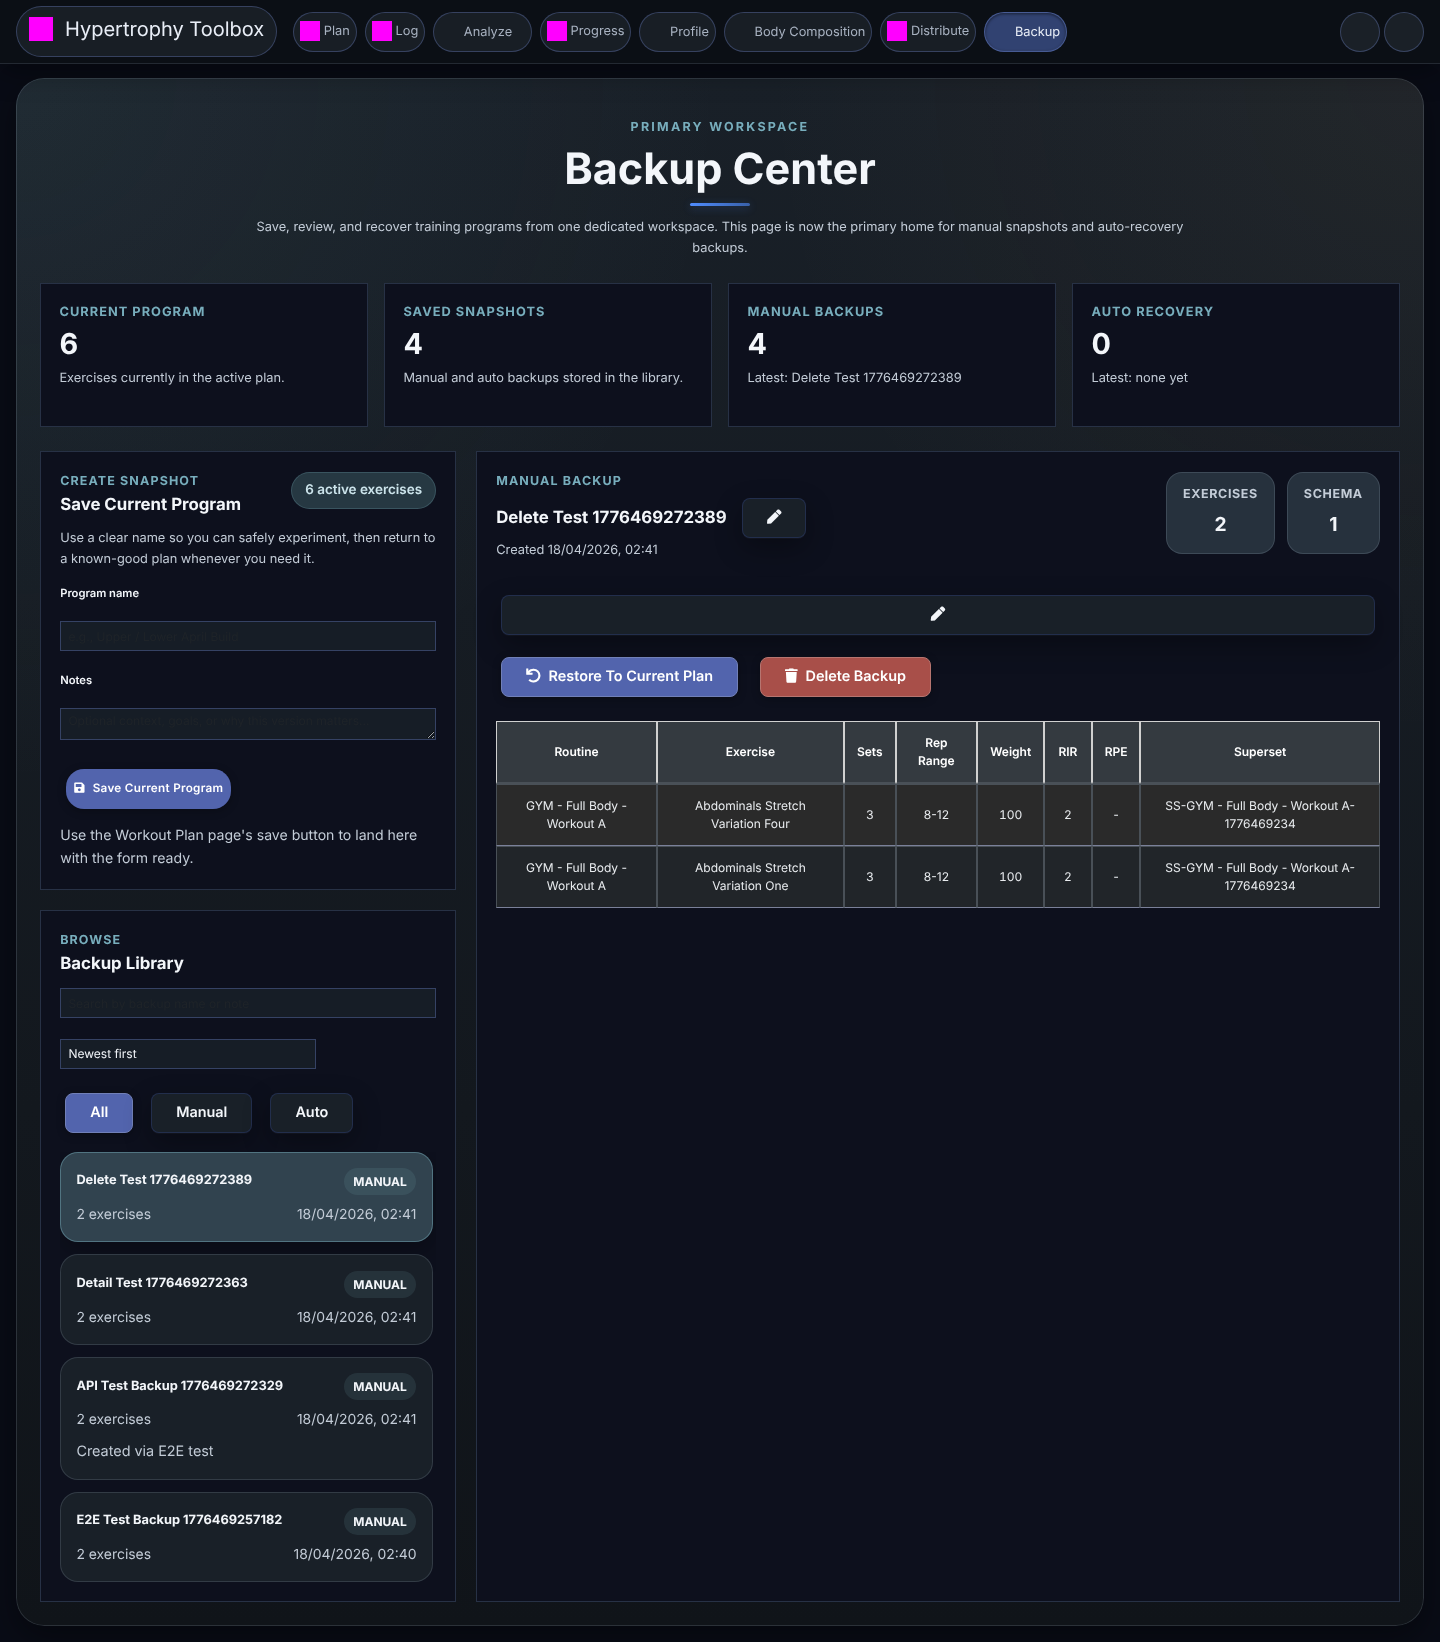 Hypertrophy Toolbox
Plan
Log
Analyze
Progress
Profile
Body Composition
Distribute
Backup
PRIMARY WORKSPACE
Backup Center
Save, review, and recover training programs from one dedicated workspace. This page is now the primary home for manual snapshots and auto-recovery
backups.
CURRENT PROGRAM
6
Exercises currently in the active plan.
SAVED SNAPSHOTS
4
Manual and auto backups stored in the library.
MANUAL BACKUPS
4
Latest: Delete Test 1776469272389
AUTO RECOVERY
0
Latest: none yet
CREATE SNAPSHOT
Save Current Program
6 active exercises
Use a clear name so you can safely experiment, then return to
a known-good plan whenever you need it.
Program name
Notes
Save Current Program
Use the Workout Plan page's save button to land here
with the form ready.
BROWSE
Backup Library
Newest first
All
Manual
Auto
Delete Test 1776469272389
MANUAL
2 exercises
18/04/2026, 02:41
Detail Test 1776469272363
MANUAL
2 exercises
18/04/2026, 02:41
API Test Backup 1776469272329
MANUAL
2 exercises
18/04/2026, 02:41
Created via E2E test
E2E Test Backup 1776469257182
MANUAL
2 exercises
18/04/2026, 02:40
MANUAL BACKUP
Delete Test 1776469272389
Created 18/04/2026, 02:41
EXERCISES
2
SCHEMA
1
Restore To Current Plan
Delete Backup
Routine
Exercise
Sets
Rep
Range
Weight
RIR
RPE
Superset
GYM - Full Body -
Workout A
Abdominals Stretch
Variation Four
3
8-12
100
2
-
SS-GYM - Full Body - Workout A-
1776469234
GYM - Full Body -
Workout A
Abdominals Stretch
Variation One
3
8-12
100
2
-
SS-GYM - Full Body - Workout A-
1776469234